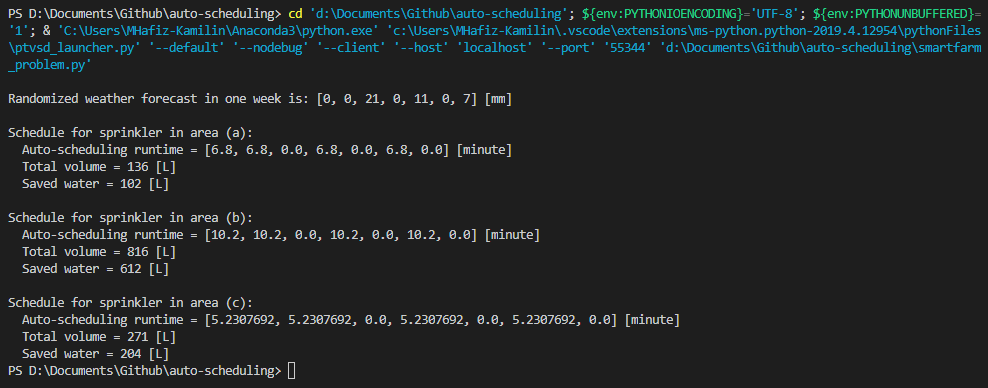 PS D:\Documents\Github\auto-scheduling> cd 'd:\Documents\Github\auto-scheduling'; ${env:PYTHONIOENCODING}='UTF-8'; ${env:PYTHONUNBUFFERED}=
'1'; & 'C:\Users\MHafiz-Kamilin\Anaconda3\python.exe' 'c:\Users\MHafiz-Kamilin\.vscode\extensions\ms-python.python-2019.4.12954\pythonFiles
\ptvsd_launcher.py' '--default' '--nodebug' '--client' '--host' 'localhost' '--port' '55344' 'd:\Documents\Github\auto-scheduling\smartfarm
_problem.py'
Randomized weather forecast in one week is: [0, 0, 21, 0, 11, 0, 7] [mm]
Schedule for sprinkler in area (a):
Auto-scheduling runtime = [6.8, 6.8, 0.0, 6.8, 0.0, 6.8, 0.0] [minute]
Total volume = 136 [L]
Saved water = 102 [L]
Schedule for sprinkler in area (b):
Auto-scheduling runtime = [10.2, 10.2, 0.0, 10.2, 0.0, 10.2, 0.0] [minute]
Total volume = 816 [L]
Saved water = 612 [L]
Schedule for sprinkler in area (c):
Auto-scheduling runtime = [5.2307692, 5.2307692, 0.0, 5.2307692, 0.0, 5.2307692, 0.0] [minute]
Total volume = 271 [L]
Saved water = 204 [L]
PS D:\Documents\Github\auto-scheduling>